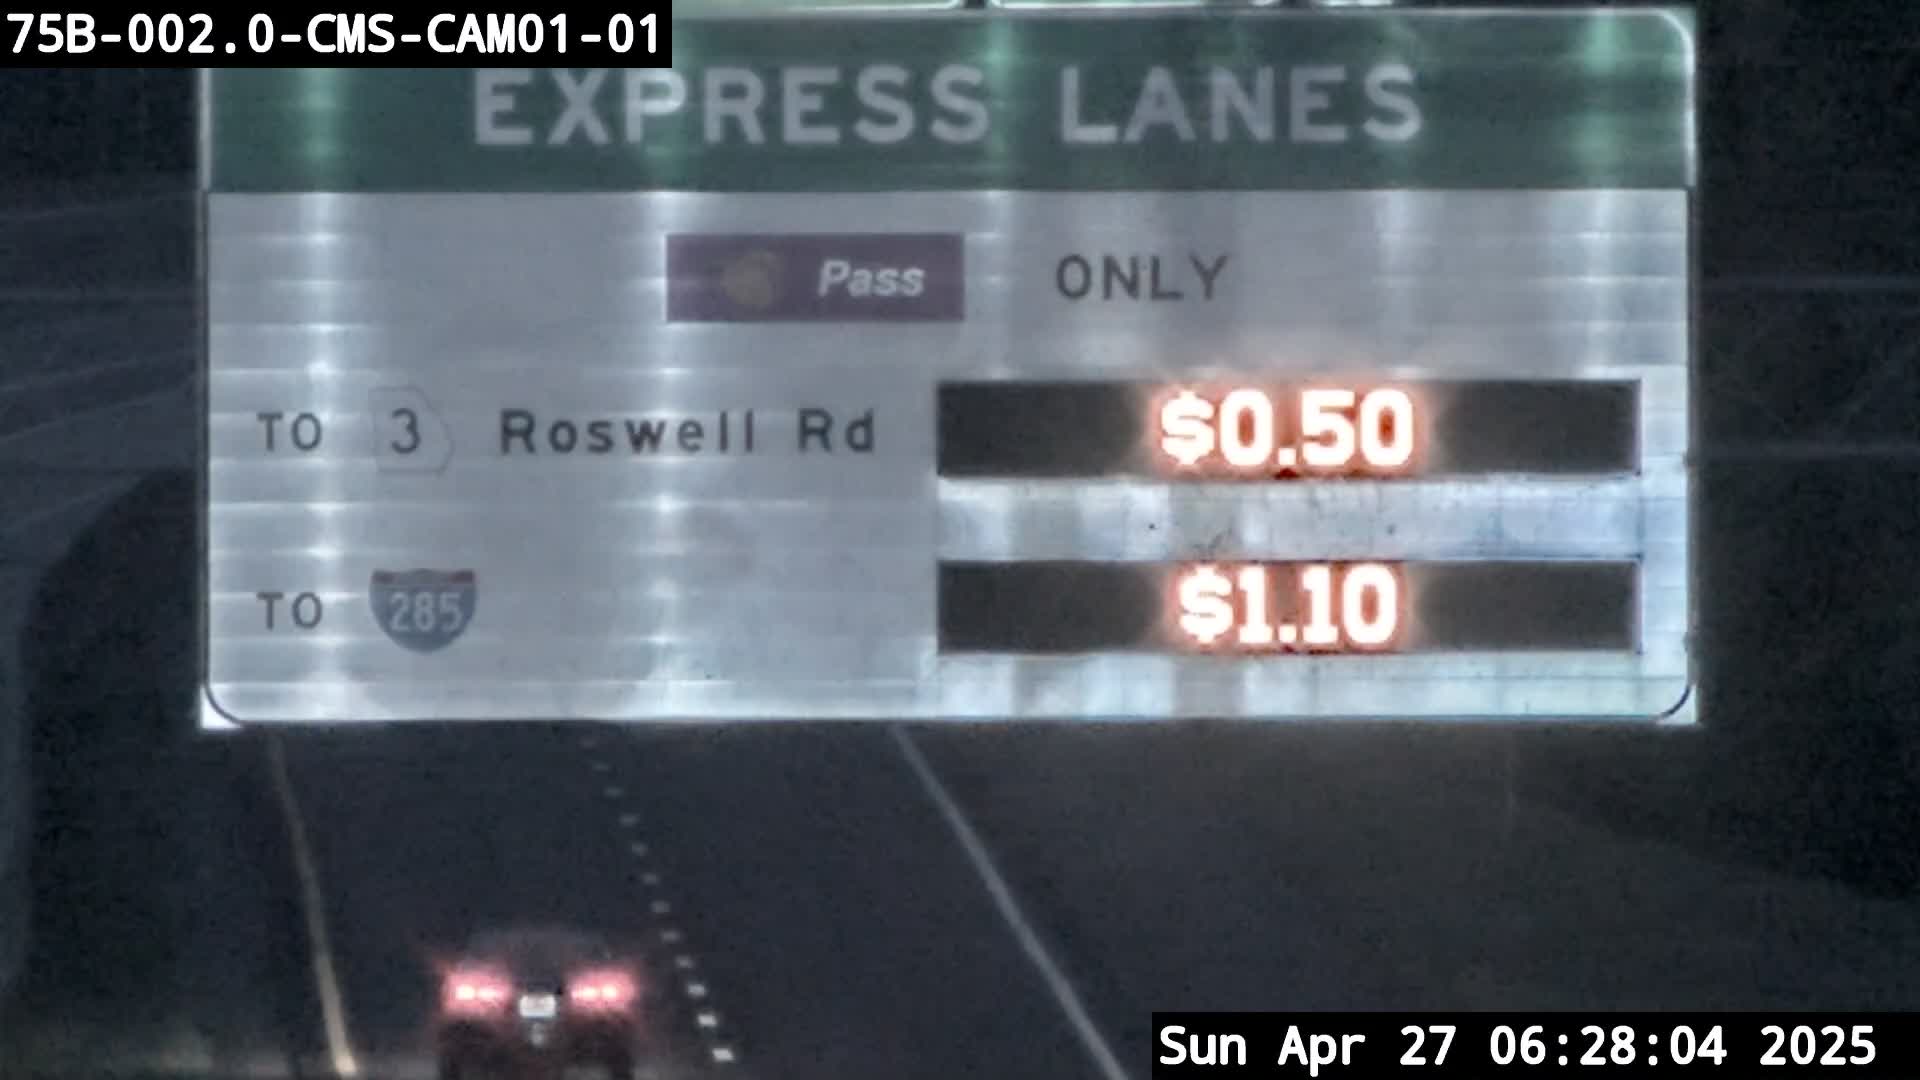 75B-002.0-CMS-CAM01-01
EXPRESS LANES
Pass ONLY
TO 3 Roswell Rd $0.50
TO 285 $1.10
Sun Apr 27 06:28:04 2025